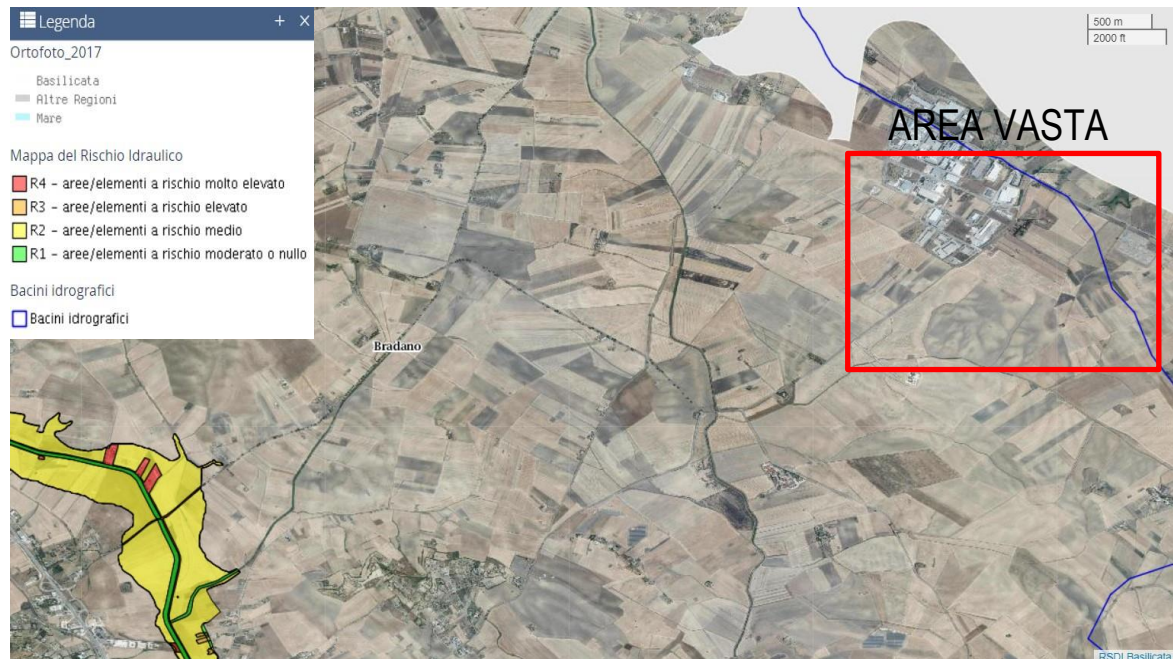 Legenda + x
Ortofoto_2017
Basilicata
Altre Regioni
Mare
Mappa del Rischio Idraulico
R4 - aree/elementi a rischio molto elevato
R3 - aree/elementi a rischio elevato
R2 - aree/elementi a rischio medio
R1 - aree/elementi a rischio moderato o nullo
Bacini idrografici
Bacini idrografici
500 m
2000 ft
AREA VASTA
Bradano
RSDI Basilicata